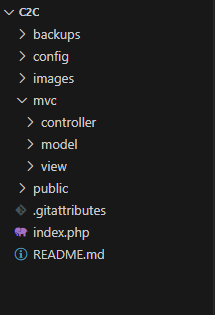 C2C
backups
config
images
mvc
controller
model
view
public
.gitattributes
index.php
README.md